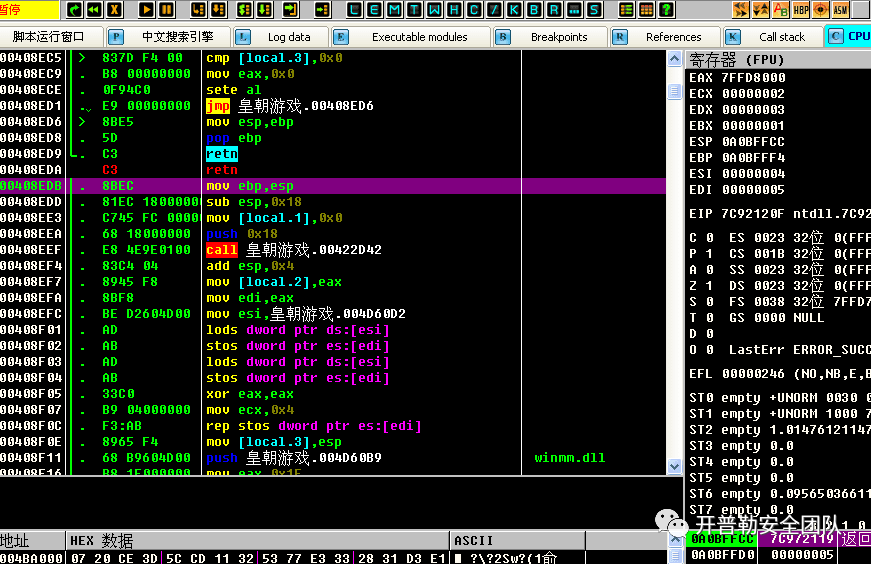 暂停
L E M T W H C / K B R ... S
HBP ASM
脚本运行窗口 P 中文搜索引擎 L Log data E Executable modules B Breakpoints R References K Call stack C CPU
00408EC5 > 837D F4 00 cmp [local.3],0x0
00408EC9 . B8 00000000 mov eax,0x0
00408ECE . 0F94C0 sete al
00408ED1 . E9 00000000 jmp 皇朝游戏.00408ED6
00408ED6 > 8BE5 mov esp,ebp
00408ED8 . 5D pop ebp
00408ED9 . C3 retn
00408EDA C3 retn
00408EDB . 8BEC mov ebp,esp
00408EDD . 81EC 18000000 sub esp,0x18
00408EE3 . C745 FC 00000 mov [local.1],0x0
00408EEA . 68 18000000 push 0x18
00408EEF . E8 4E9E0100 call 皇朝游戏.00422D42
00408EF4 . 83C4 04 add esp,0x4
00408EF7 . 8945 F8 mov [local.2],eax
00408EFA . 8BF8 mov edi,eax
00408EFC . BE D2604D00 mov esi,皇朝游戏.004D60D2
00408F01 . AD lods dword ptr ds:[esi]
00408F02 . AB stos dword ptr es:[edi]
00408F03 . AD lods dword ptr ds:[esi]
00408F04 . AB stos dword ptr es:[edi]
00408F05 . 33C0 xor eax,eax
00408F07 . B9 04000000 mov ecx,0x4
00408F0C . F3:AB rep stos dword ptr es:[edi]
00408F0E . 8965 F4 mov [local.3],esp
00408F11 . 68 B9604D00 push 皇朝游戏.004D60B9 winmm.dll
00408F16 . B8 1F000000 mov eax,0x1F
寄存器 (FPU)
EAX 7FFD8000
ECX 00000002
EDX 00000003
EBX 00000001
ESP 0A0BFFCC
EBP 0A0BFFF4
ESI 00000004
EDI 00000005
EIP 7C92120F ntdll.7C92
C 0 ES 0023 32位 0(FFF
P 1 CS 001B 32位 0(FFF
A 0 SS 0023 32位 0(FFF
Z 1 DS 0023 32位 0(FFF
S 0 FS 0038 32位 7FFD7
T 0 GS 0000 NULL
D 0
O 0 LastErr ERROR_SUCC
EFL 00000246 (NO,NB,E,B
ST0 empty +UNORM 0030 0
ST1 empty +UNORM 1000 7
ST2 empty 1.01476121147
ST3 empty 0.0
ST4 empty 0.0
ST5 empty 0.0
ST6 empty 0.09565036611
ST7 empty
开普勒安全团队
地址 HEX 数据 ASCII
004BA000 07 20 CE 3D 5C CD 11 32 53 77 E3 33 28 31 D3 E1 ?\?2Sw?(1俞
0A0BFFCC 7C972119 返回
0A0BFFD0 00000005